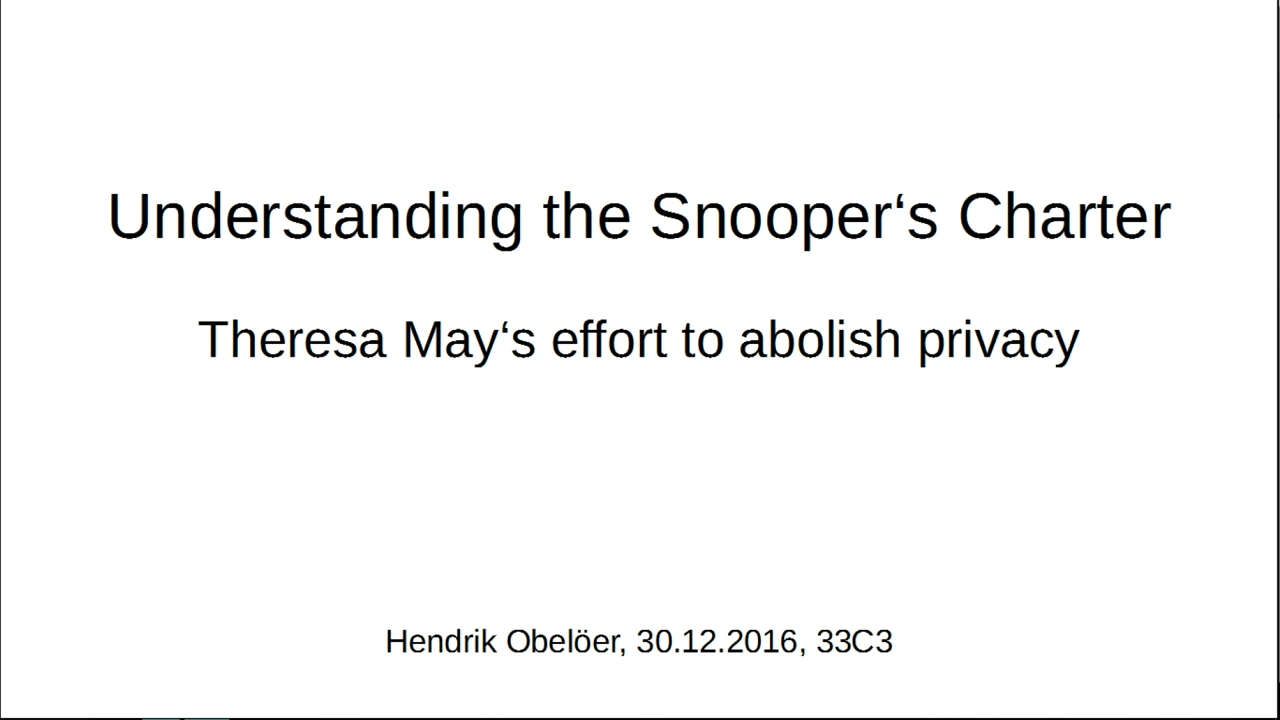 Understanding the Snooper‘s Charter
Theresa May‘s effort to abolish privacy
Hendrik Obelöer, 30.12.2016, 33C3